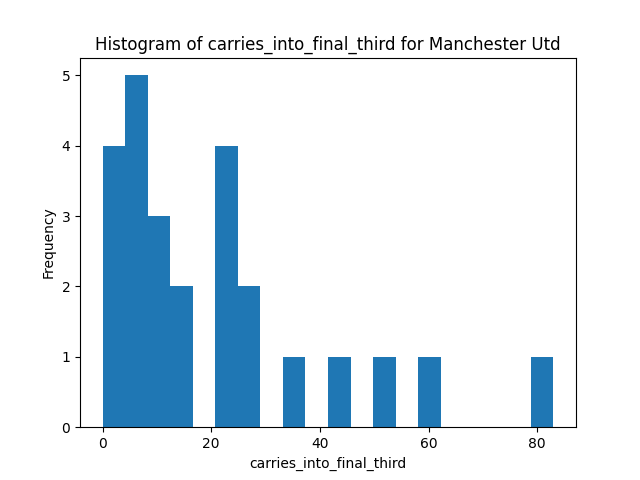 Histogram of carries_into_final_third for Manchester Utd
Frequency
5
4
3
2
1
0
0 20 40 60 80
carries_into_final_third